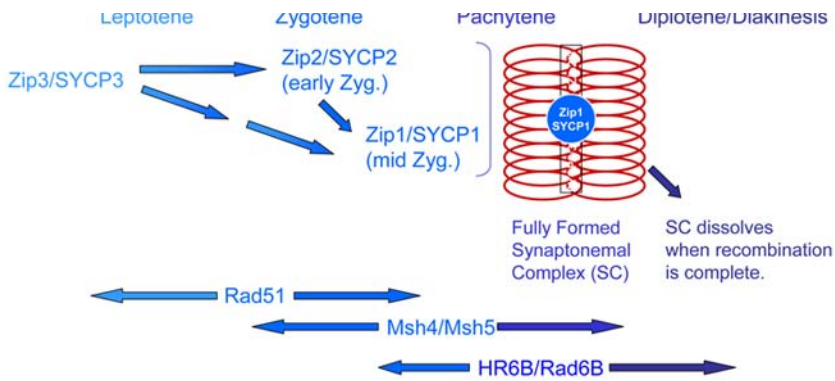 Leptotene
Zygotene
Pachytene
Diplotene/Diakinesis
Zip3/SYCP3
Zip2/SYCP2
(early Zyg.)
Zip1/SYCP1
(mid Zyg.)
Zip1
SYCP1
Fully Formed
Synaptonemal
Complex (SC)
SC dissolves
when recombination
is complete.
Rad51
Msh4/Msh5
HR6B/Rad6B